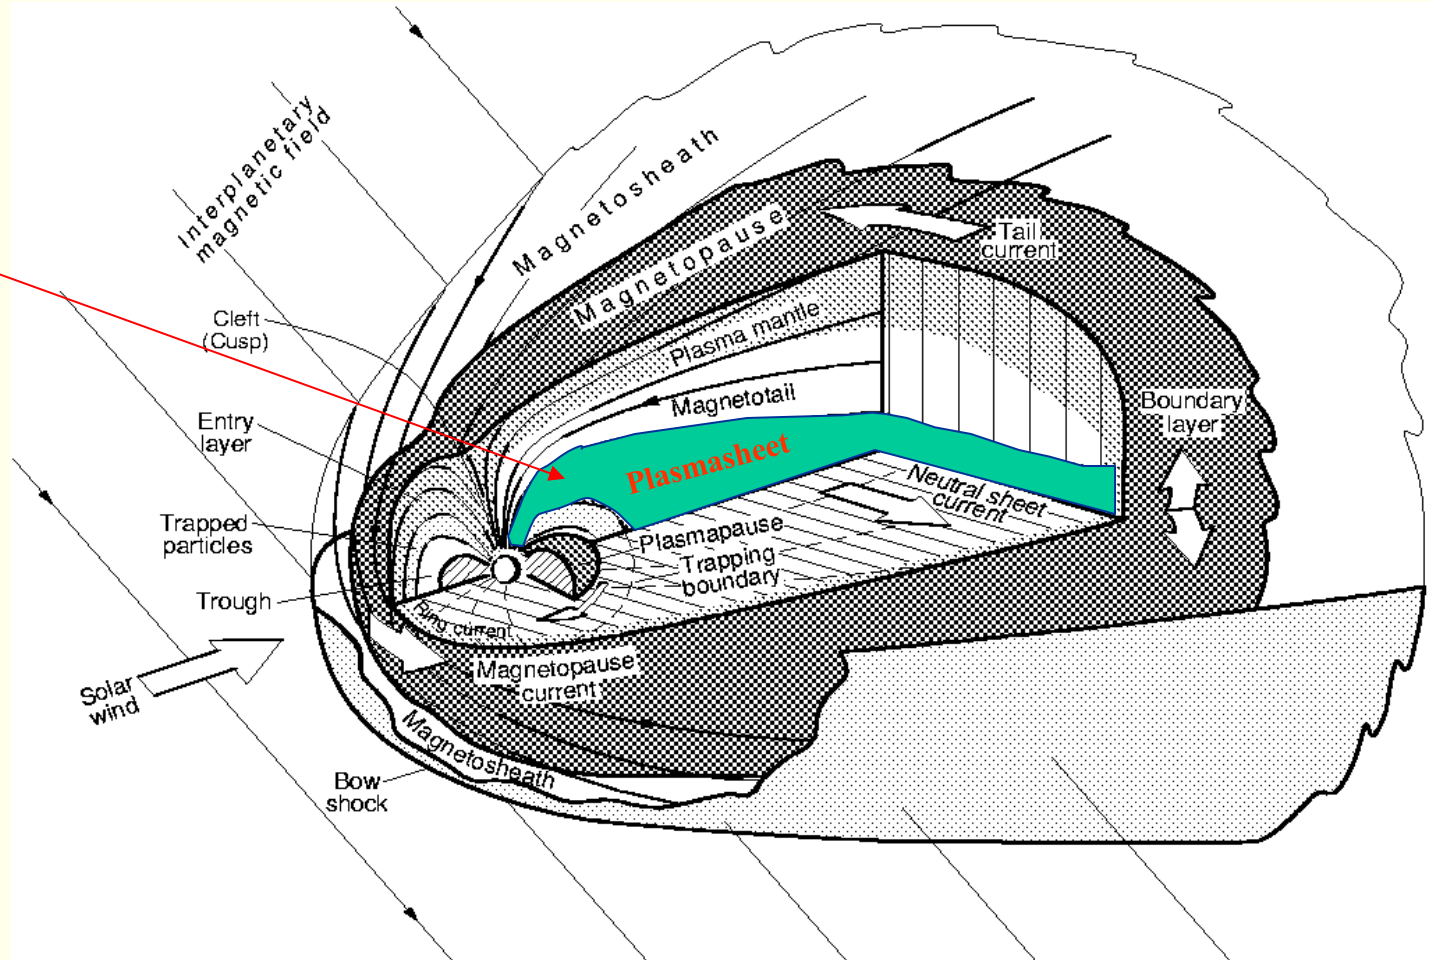 Interplanetary
magnetic field
Magnetosheath
Magnetopause
Tail
current
Cleft
(Cusp)
Plasma mantle
Magnetotail
Boundary
layer
Entry
layer
Plasmasheet
Neutral sheet
current
Trapped
particles
Plasmapause
Trapping
boundary
Trough
Ring current
Magnetopause
current
Solar
wind
Magnetosheath
Bow
shock